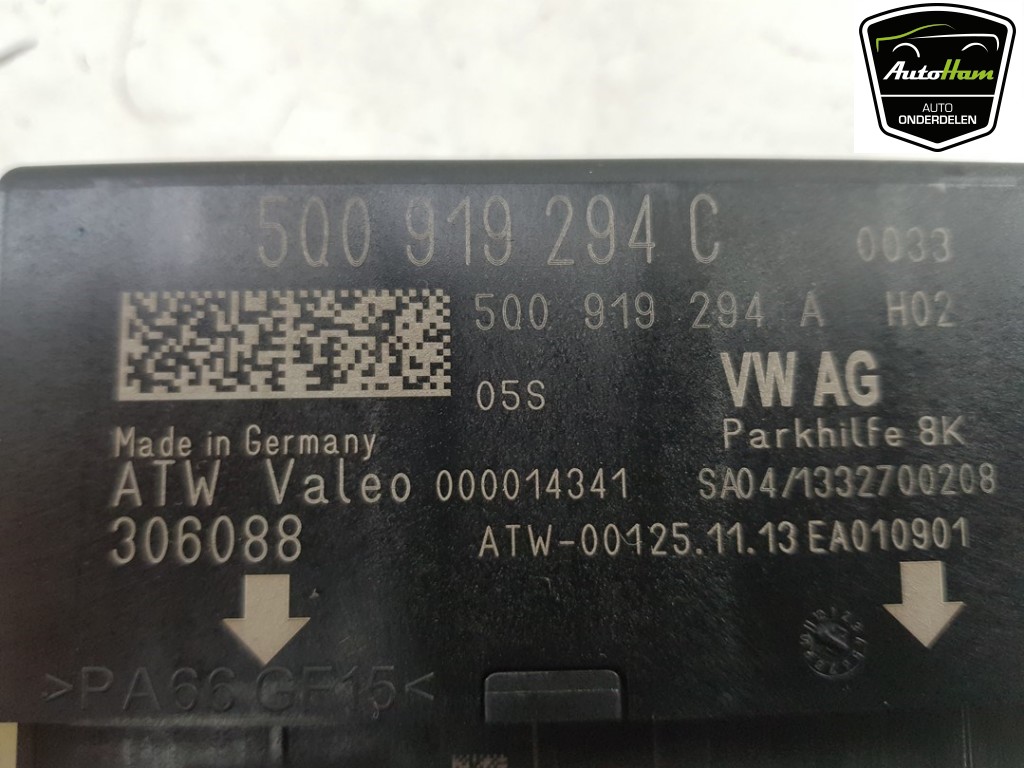 AutoHam
AUTO
ONDERDELEN
5Q0 919 294 C 0033
5Q0 919 294 A H02
05S VW AG
Parkhilfe 8K
Made in Germany
ATW Valeo 000014341 SA04/1332700208
306088 ATW-00125.11.13 EA010901
>PA66 GF15<